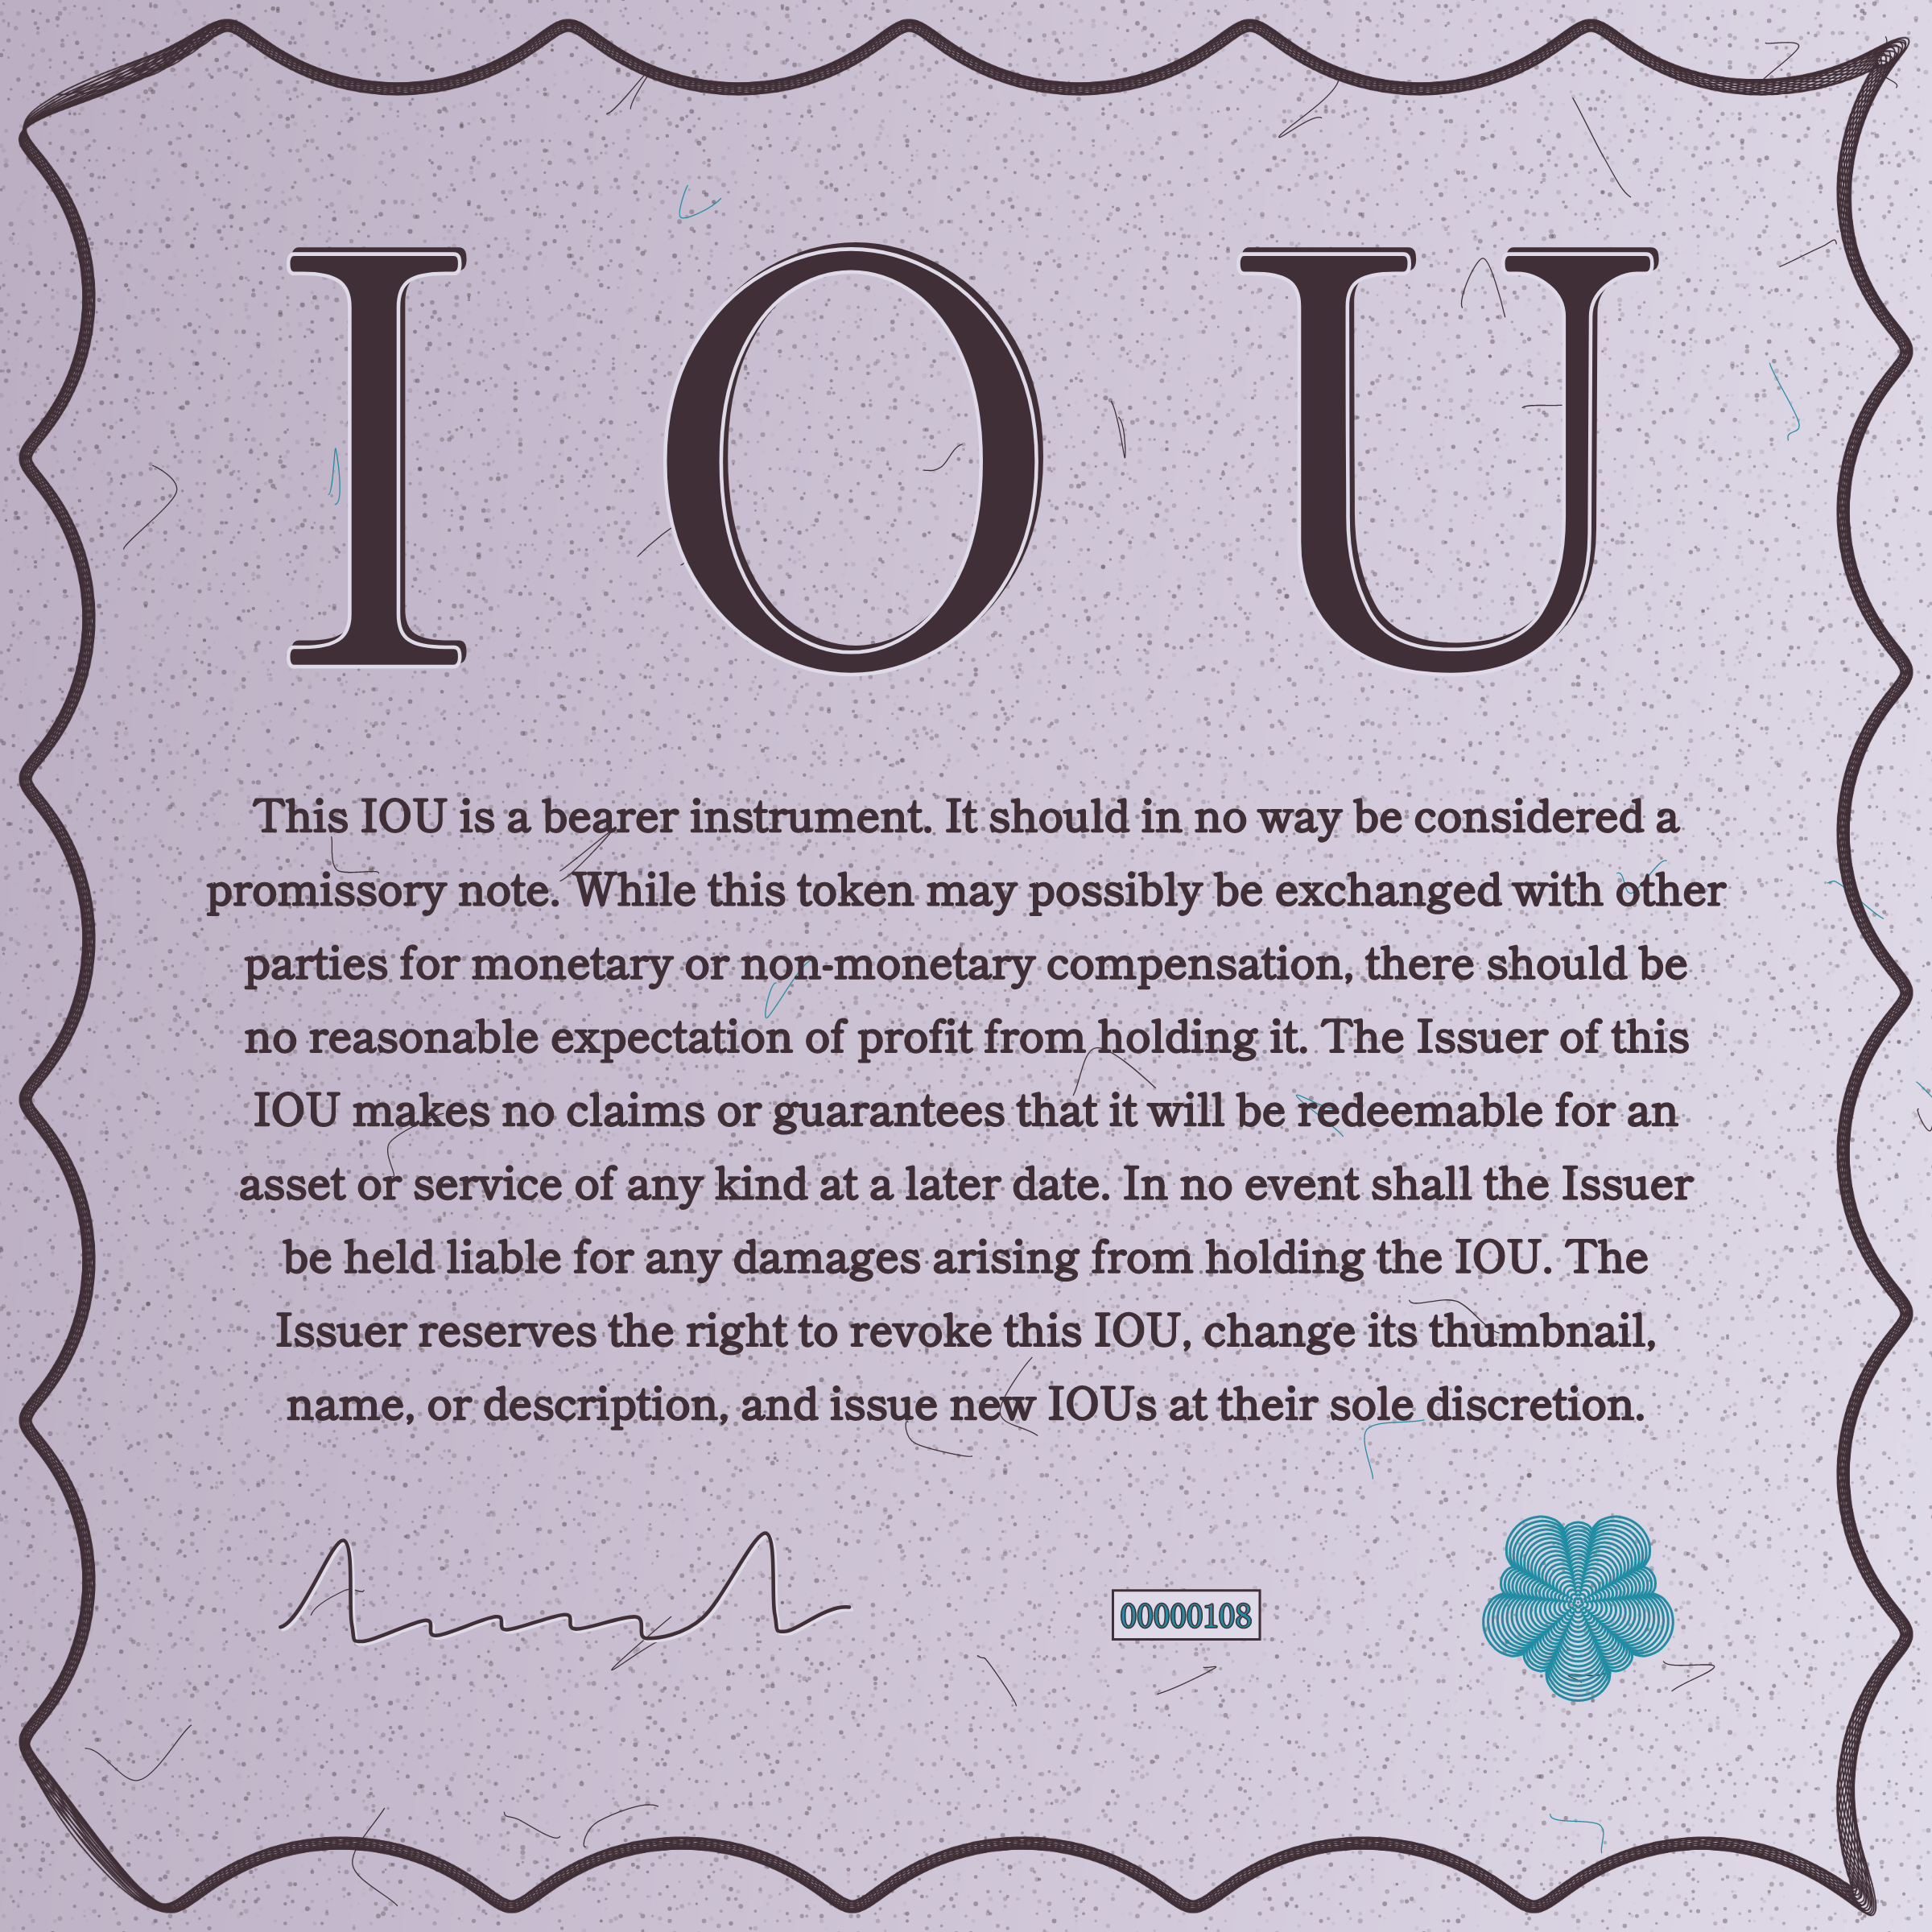 I O U
This IOU is a bearer instrument. It should in no way be considered a
promissory note. While this token may possibly be exchanged with other
parties for monetary or non-monetary compensation, there should be
no reasonable expectation of profit from holding it. The Issuer of this
IOU makes no claims or guarantees that it will be redeemable for an
asset or service of any kind at a later date. In no event shall the Issuer
be held liable for any damages arising from holding the IOU. The
Issuer reserves the right to revoke this IOU, change its thumbnail,
name, or description, and issue new IOUs at their sole discretion.
00000108